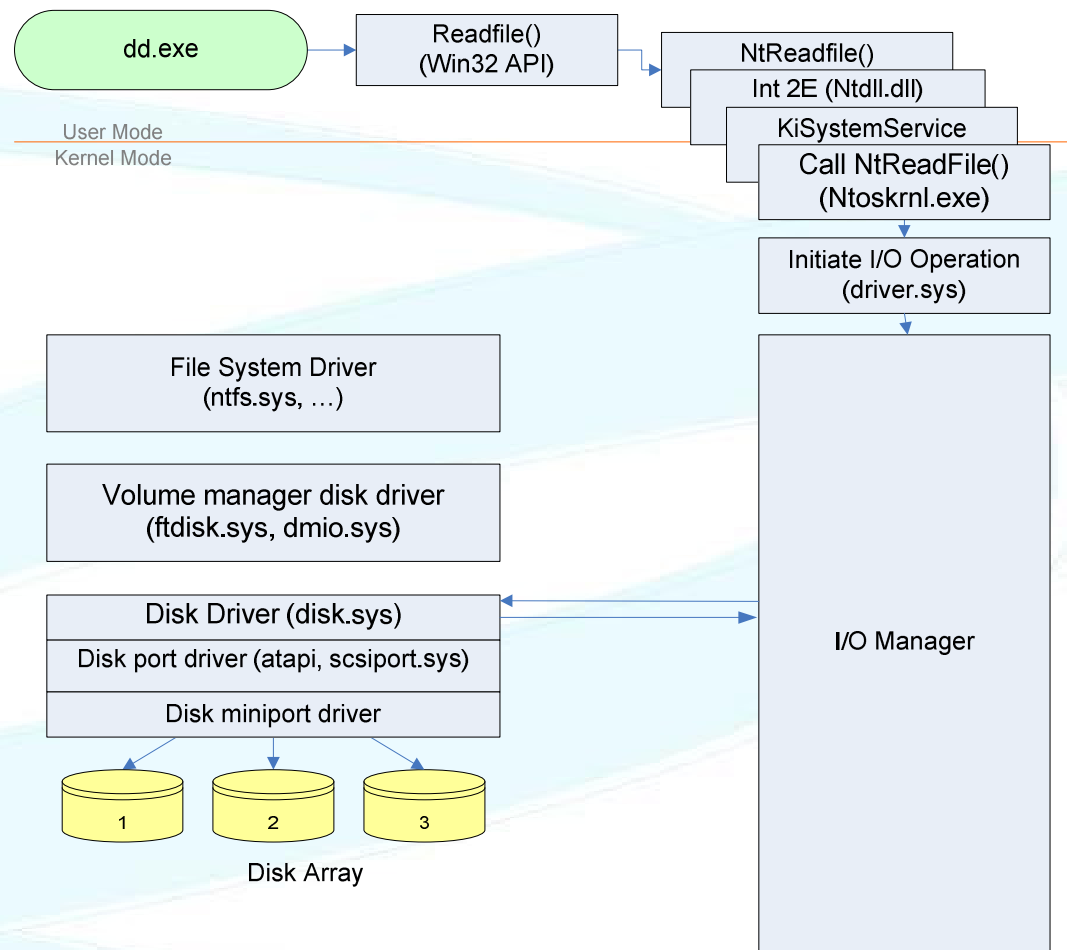 dd.exe
Readfile()
(Win32 API)
NtReadfile()
Int 2E (Ntdll.dll)
KiSystemService
Call NtReadFile()
(Ntoskrnl.exe)
User Mode
Kernel Mode
Initiate I/O Operation
(driver.sys)
File System Driver
(ntfs.sys, …)
Volume manager disk driver
(ftdisk.sys, dmio.sys)
Disk Driver (disk.sys)
Disk port driver (atapi, scsiport.sys)
Disk miniport driver
I/O Manager
1
2
3
Disk Array